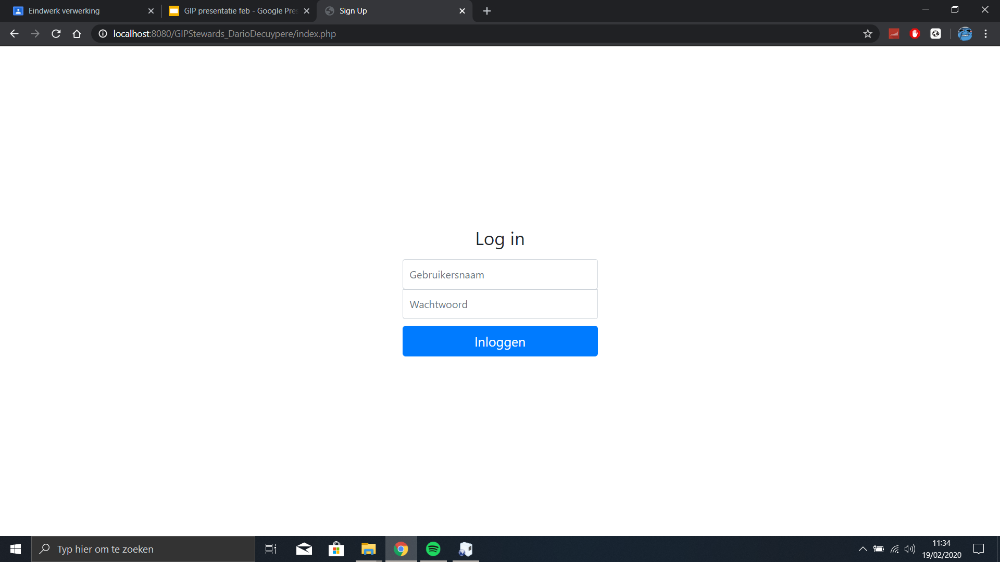 Eindwerk verwerking
GIP presentatie feb - Google Pres
Sign Up
localhost:8080/GIPStewards_DarioDecuypere/index.php
Log in
Gebruikersnaam
Wachtwoord
Inloggen
Typ hier om te zoeken
11:34
19/02/2020